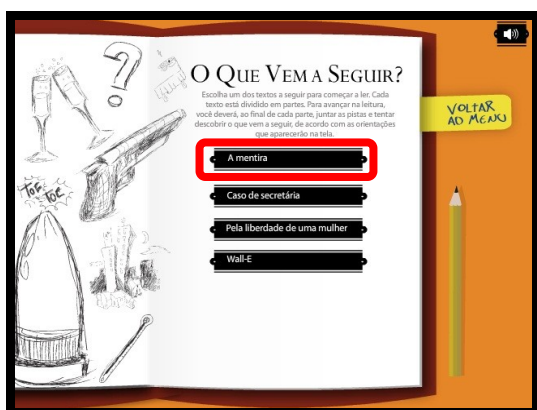 O QUE VEM A SEGUIR?
Escolha um dos textos a seguir para começar a ler. Cada
texto está dividido em partes. Para avançar na leitura,
você deverá, ao final de cada parte, juntar as pistas e tentar
descobrir o que vem a seguir, de acordo com as orientações
que aparecerão na tela.
VOLTAR
AO MENU
A mentira
TOC
TOC
Caso de secretária
Pela liberdade de uma mulher
Wall-E